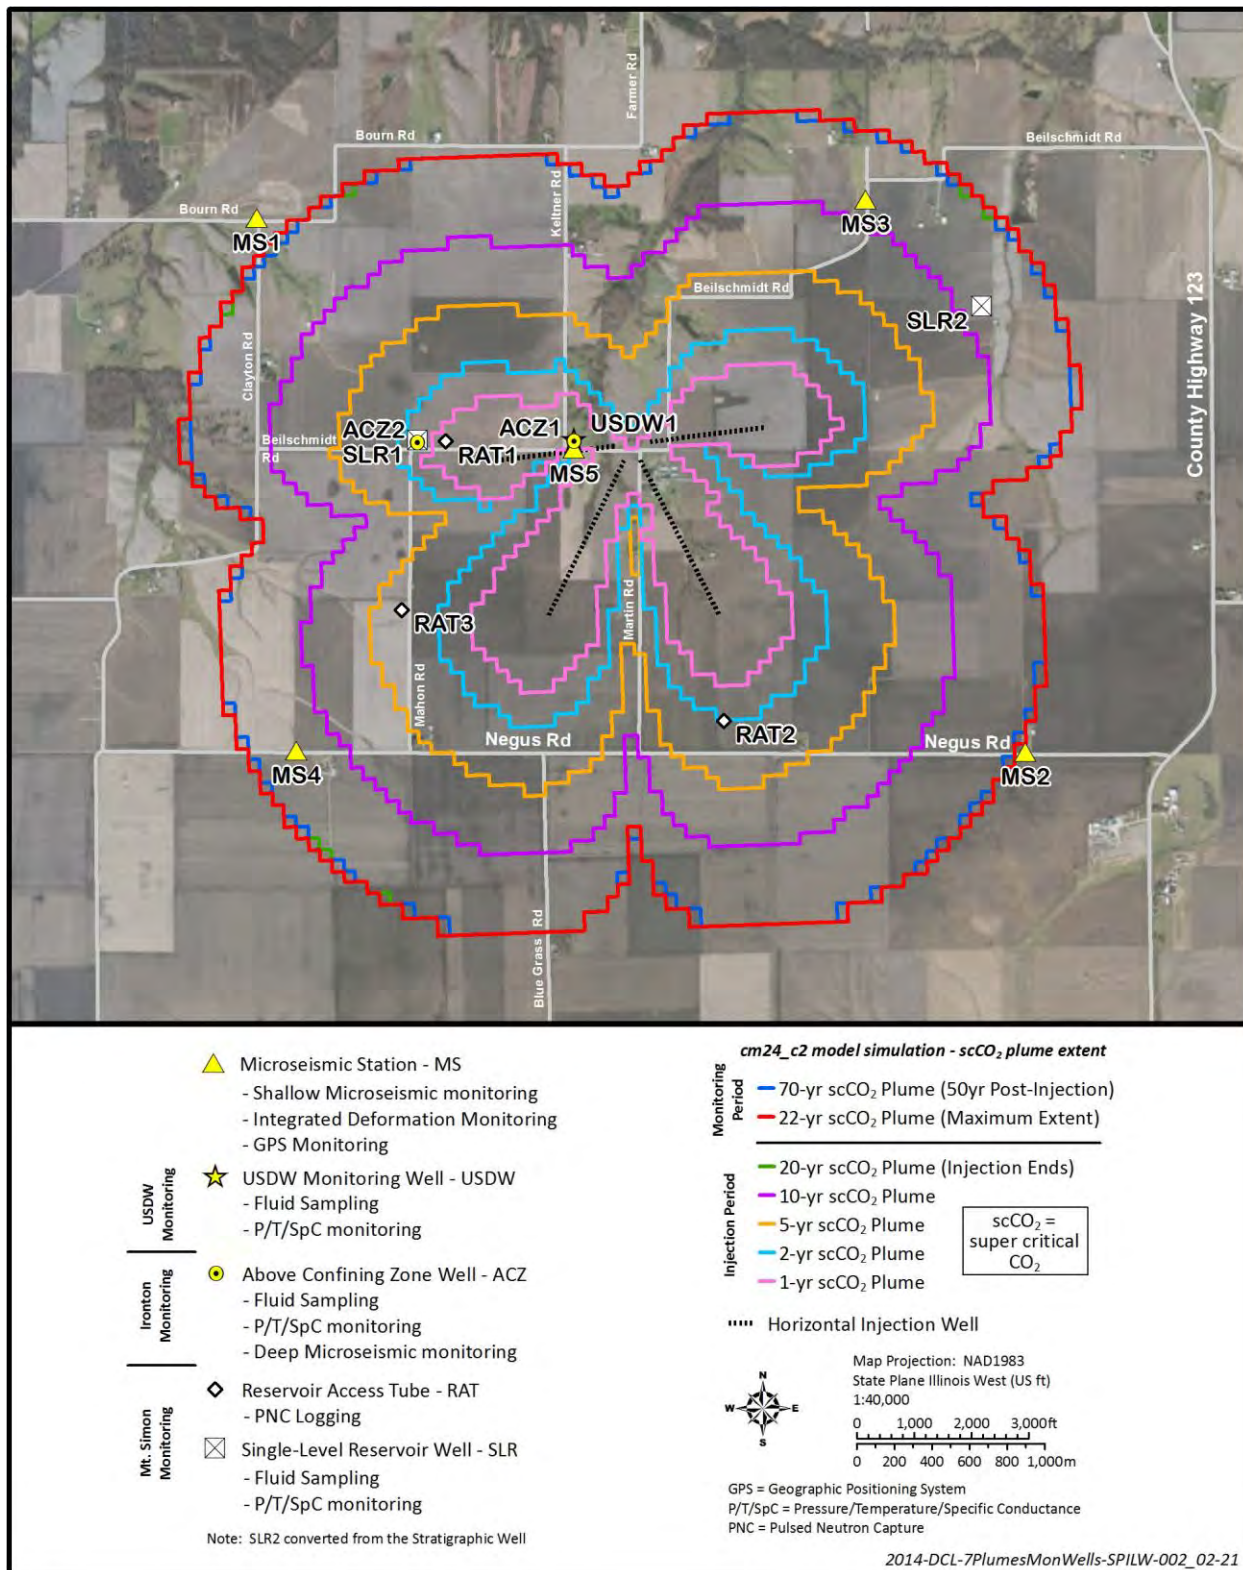 Farmer Rd
Bourn Rd
Beilschmidt Rd
Bourn Rd
Keltner Rd
MS1
MS3
Beilschmidt Rd
SLR2
County Highway 123
Clayton Rd
ACZ2
ACZ1
USDW1
Beilschmidt
Rd
SLR1
RAT1
MS5
RAT3
Martin Rd
Mahon Rd
RAT2
Negus Rd
Negus Rd
MS4
MS2
Blue Grass Rd
Microseismic Station - MS
- Shallow Microseismic monitoring
- Integrated Deformation Monitoring
- GPS Monitoring
USDW
Monitoring
USDW Monitoring Well - USDW
- Fluid Sampling
- P/T/SpC monitoring
Ironton
Monitoring
Above Confining Zone Well - ACZ
- Fluid Sampling
- P/T/SpC monitoring
- Deep Microseismic monitoring
Mt. Simon
Monitoring
Reservoir Access Tube - RAT
- PNC Logging
Single-Level Reservoir Well - SLR
- Fluid Sampling
- P/T/SpC monitoring
Note: SLR2 converted from the Stratigraphic Well
cm24_c2 model simulation - scCO₂ plume extent
Monitoring
Period
70-yr scCO₂ Plume (50yr Post-Injection)
22-yr scCO₂ Plume (Maximum Extent)
Injection Period
20-yr scCO₂ Plume (Injection Ends)
10-yr scCO₂ Plume
5-yr scCO₂ Plume
2-yr scCO₂ Plume
1-yr scCO₂ Plume
scCO₂ =
super critical
CO₂
Horizontal Injection Well
N
W E
S
Map Projection: NAD1983
State Plane Illinois West (US ft)
1:40,000
0 1,000 2,000 3,000ft
0 200 400 600 800 1,000m
GPS = Geographic Positioning System
P/T/SpC = Pressure/Temperature/Specific Conductance
PNC = Pulsed Neutron Capture
2014-DCL-7PlumesMonWells-SPILW-002_02-21